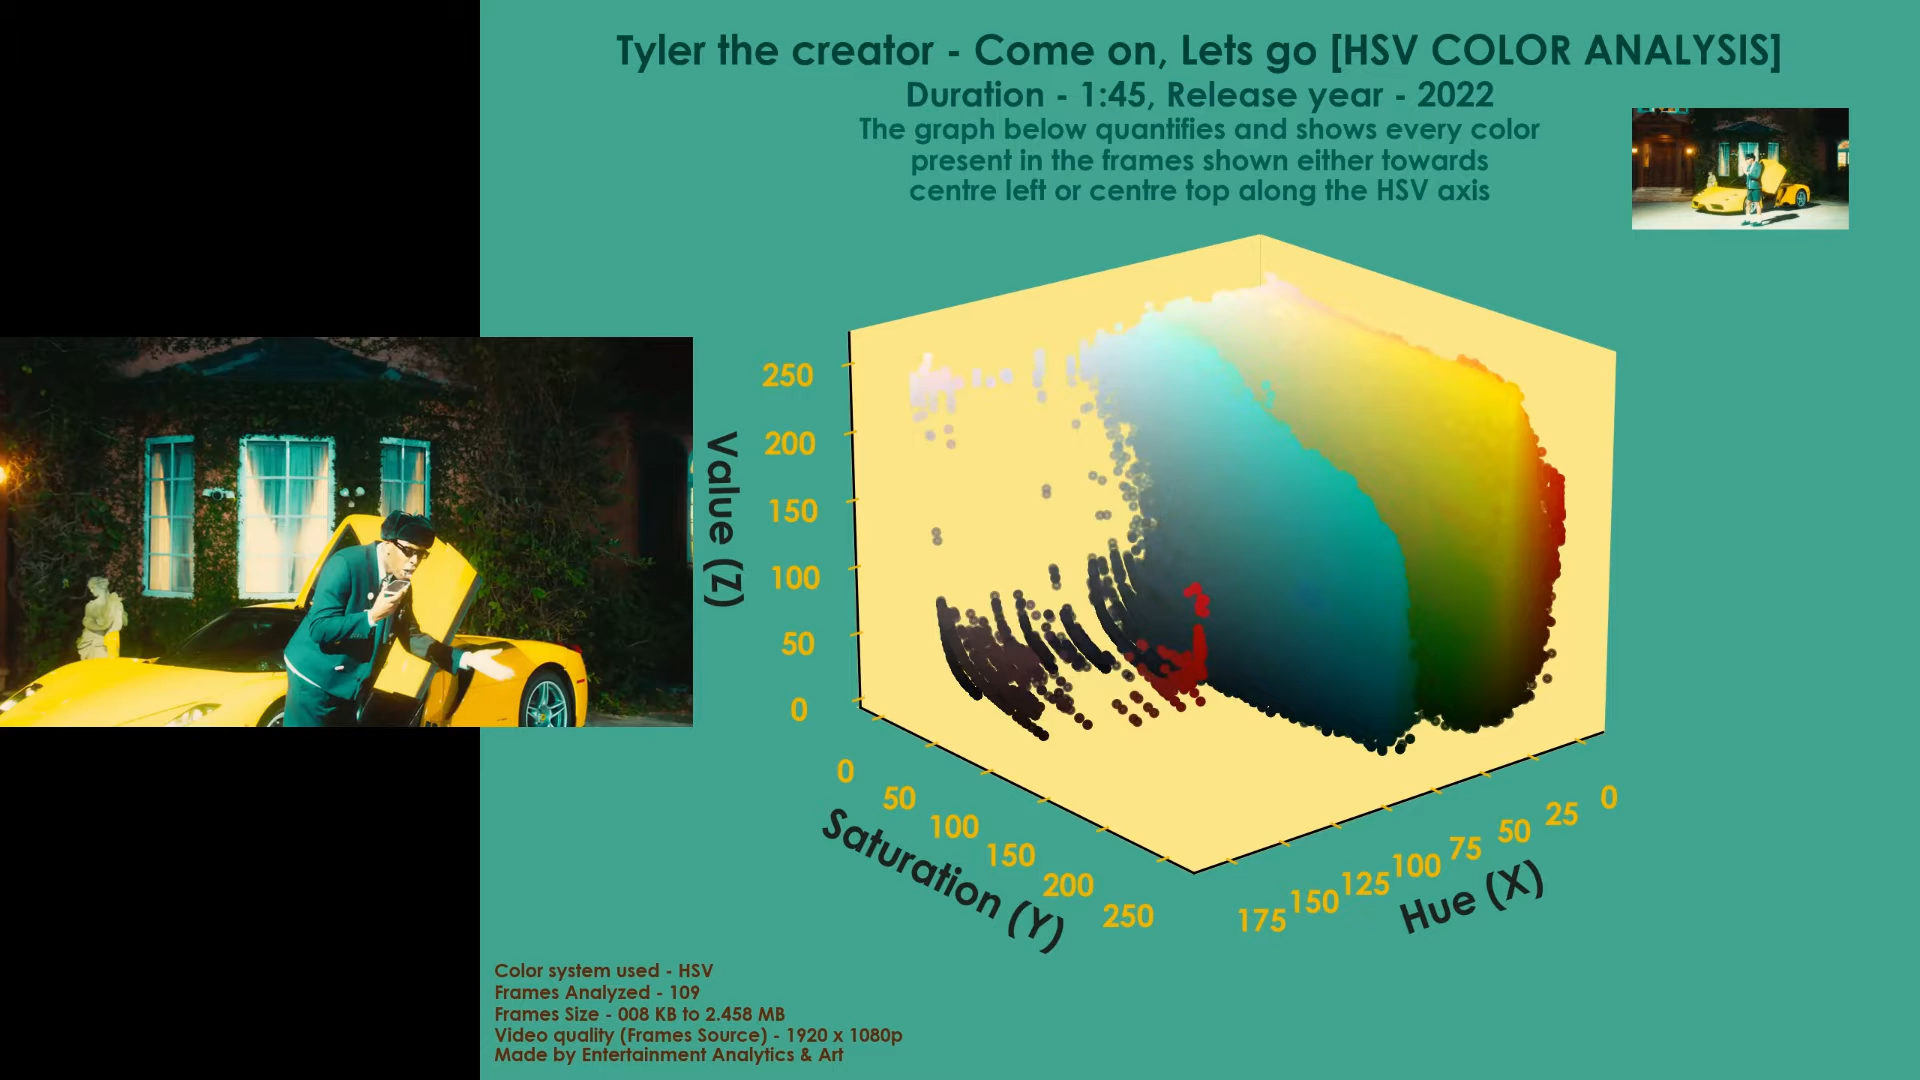 Tyler the creator - Come on, Lets go [HSV COLOR ANALYSIS]
Duration - 1:45, Release year - 2022
The graph below quantifies and shows every color
present in the frames shown either towards
centre left or centre top along the HSV axis
Value (Z)
250
200
150
100
50
0
0
50
100
150
200
250
Saturation (Y)
175
150
125
100
75
50
25
0
Hue (X)
Color system used - HSV
Frames Analyzed - 109
Frames Size - 008 KB to 2.458 MB
Video quality (Frames Source) - 1920 x 1080p
Made by Entertainment Analytics & Art